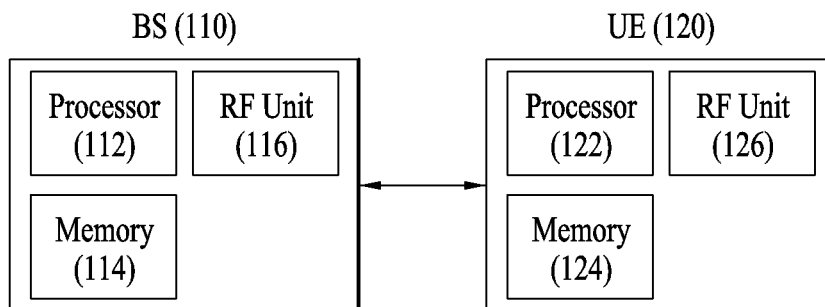 BS (110)
Processor
(112)
RF Unit
(116)
Memory
(114)
UE (120)
Processor
(122)
RF Unit
(126)
Memory
(124)